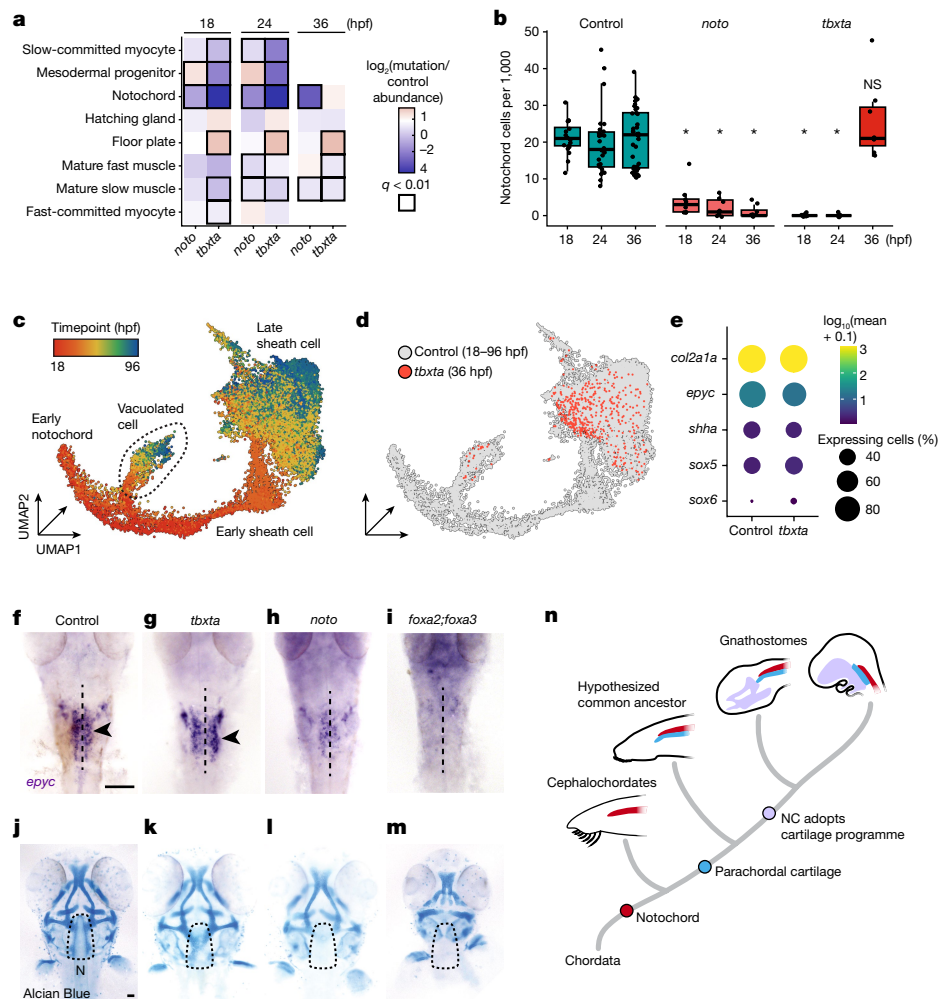 a
18 24 36 (hpf)
Slow-committed myocyte
Mesodermal progenitor
Notochord
Hatching gland
Floor plate
Mature fast muscle
Mature slow muscle
Fast-committed myocyte
noto tbxta noto tbxta noto tbxta
log2(mutation/
control
abundance)
1
−2
4
q < 0.01
b
Control noto tbxta
Notochord cells per 1,000
50
40
30
20
10
0
* * * * * NS
18 24 36 18 24 36 18 24 36 (hpf)
c
Timepoint (hpf)
18 96
Late
sheath cell
Vacuolated
cell
Early
notochord
Early sheath cell
UMAP2
UMAP1
d
Control (18–96 hpf)
tbxta (36 hpf)
e
log10(mean
+ 0.1)
3
2
1
col2a1a
epyc
shha
sox5
sox6
Control tbxta
Expressing cells (%)
40
60
80
f Control
g tbxta
h noto
i foxa2;foxa3
epyc
j
k
l
m
N
Alcian Blue
n
Gnathostomes
Hypothesized
common ancestor
Cephalochordates
NC adopts
cartilage programme
Parachordal cartilage
Notochord
Chordata